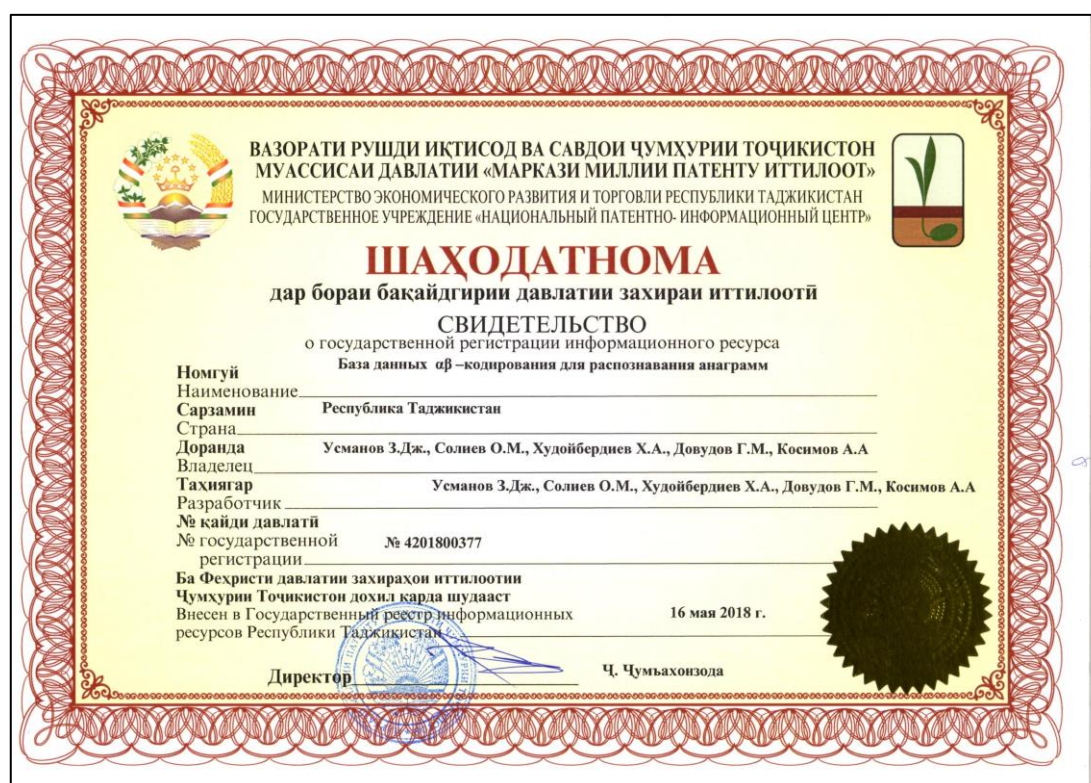 ВАЗОРАТИ РУШДИ ИҚТИСОД ВА САВДОИ ҶУМҲУРИИ ТОҶИКИСТОН
МУАССИСАИ ДАВЛАТИИ «МАРКАЗИ МИЛЛИИ ПАТЕНТУ ИТТИЛООТ»
МИНИСТЕРСТВО ЭКОНОМИЧЕСКОГО РАЗВИТИЯ И ТОРГОВЛИ РЕСПУБЛИКИ ТАДЖИКИСТАН
ГОСУДАРСТВЕННОЕ УЧРЕЖДЕНИЕ «НАЦИОНАЛЬНЫЙ ПАТЕНТНО- ИНФОРМАЦИОННЫЙ ЦЕНТР»
ШАҲОДАТНОМА
дар бораи бақайдгирии давлатии захираи иттилоотӣ
СВИДЕТЕЛЬСТВО
о государственной регистрации информационного ресурса
Номгуй База данных αβ –кодирования для распознавания анаграмм
Наименование
Сарзамин Республика Таджикистан
Страна
Доранда Усманов З.Дж., Солиев О.М., Худойбердиев Х.А., Довудов Г.М., Косимов А.А
Владелец
Таҳиягар Усманов З.Дж., Солиев О.М., Худойбердиев Х.А., Довудов Г.М., Косимов А.А
Разработчик
№ қайди давлатӣ
№ государственной № 4201800377
регистрации
Ба Феҳристи давлатии захираҳои иттилоотии
Ҷумҳурии Тоҷикистон дохил карда шудааст
Внесен в Государственный реестр информационных 16 мая 2018 г.
ресурсов Республики Таджикистан
Директор Ҷ. Ҷумъахонзода